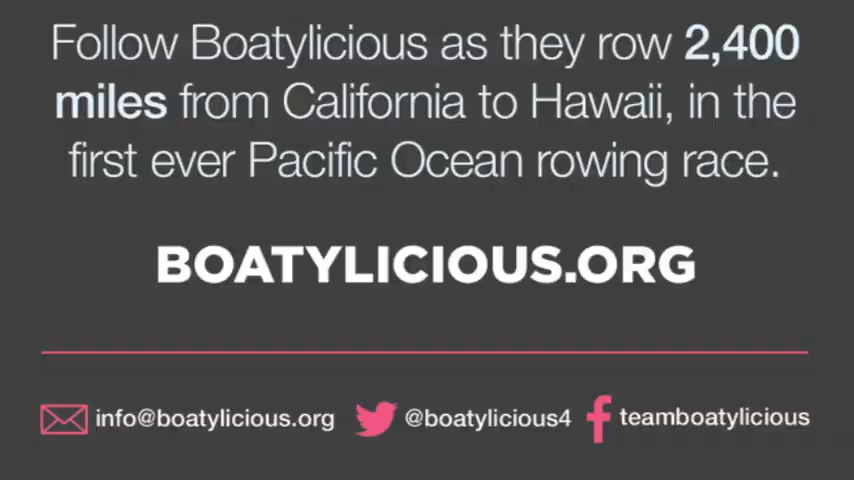 Follow Boatylicious as they row 2,400
miles from California to Hawaii, in the
first ever Pacific Ocean rowing race.
BOATYLICIOUS.ORG
info@boatylicious.org @boatylicious4 teamboatylicious